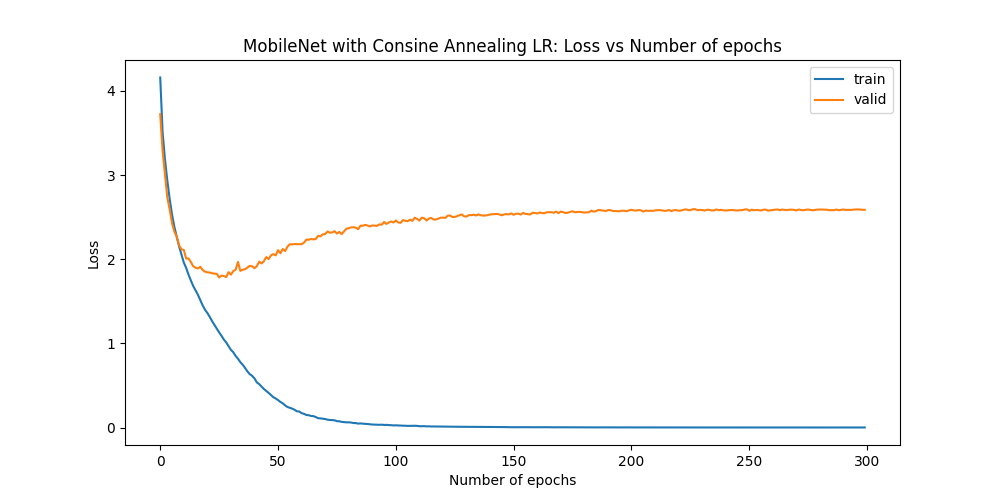 MobileNet with Consine Annealing LR: Loss vs Number of epochs
train
valid
Loss
4
3
2
1
0
0 50 100 150 200 250 300
Number of epochs